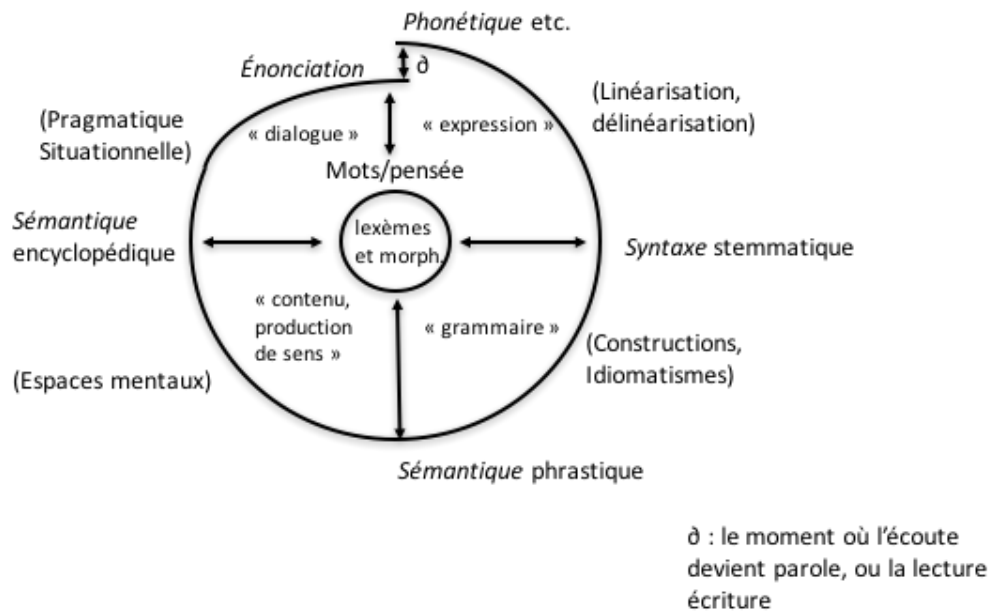 Phonétique etc.
∂
Énonciation
(Linéarisation,
délinéarisation)
(Pragmatique
Situationnelle)
« dialogue »
« expression »
Mots/pensée
Sémantique
encyclopédique
lexèmes
et morph.
Syntaxe stemmatique
« contenu,
production
de sens »
« grammaire »
(Constructions,
Idiomatismes)
(Espaces mentaux)
Sémantique phrastique
∂ : le moment où l’écoute
devient parole, ou la lecture
écriture